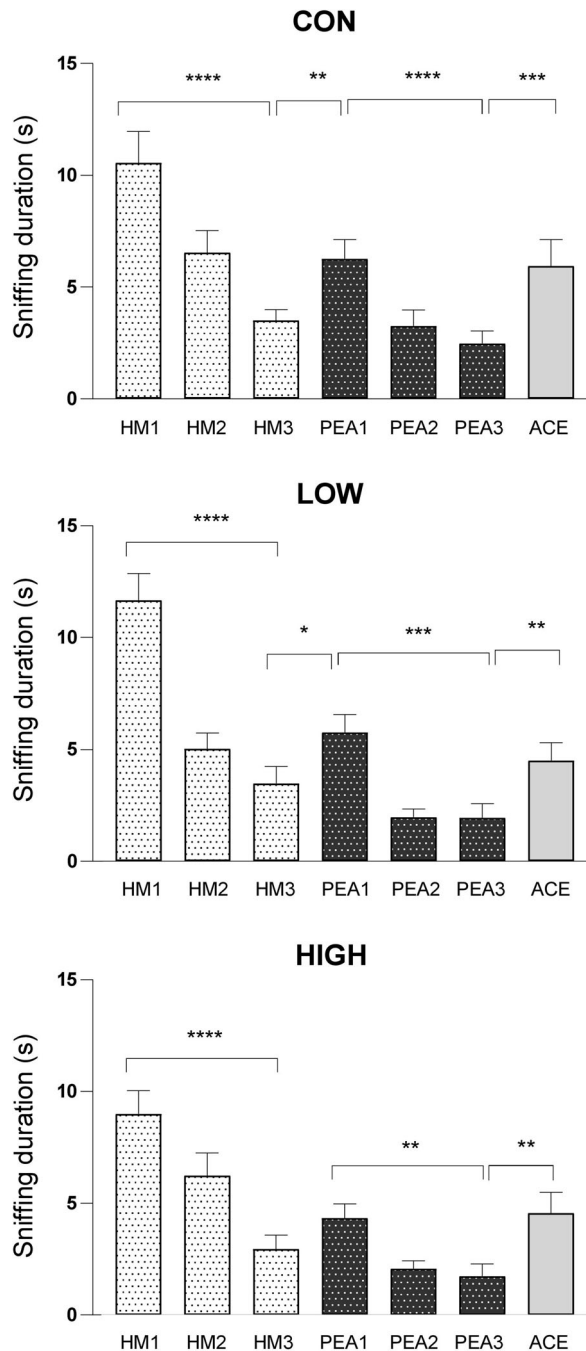 CON
Sniffing duration (s)
15
10
5
0
**** ** **** ***
HM1 HM2 HM3 PEA1 PEA2 PEA3 ACE
LOW
Sniffing duration (s)
15
10
5
0
****
* *** **
HM1 HM2 HM3 PEA1 PEA2 PEA3 ACE
HIGH
Sniffing duration (s)
15
10
5
0
****
** **
HM1 HM2 HM3 PEA1 PEA2 PEA3 ACE